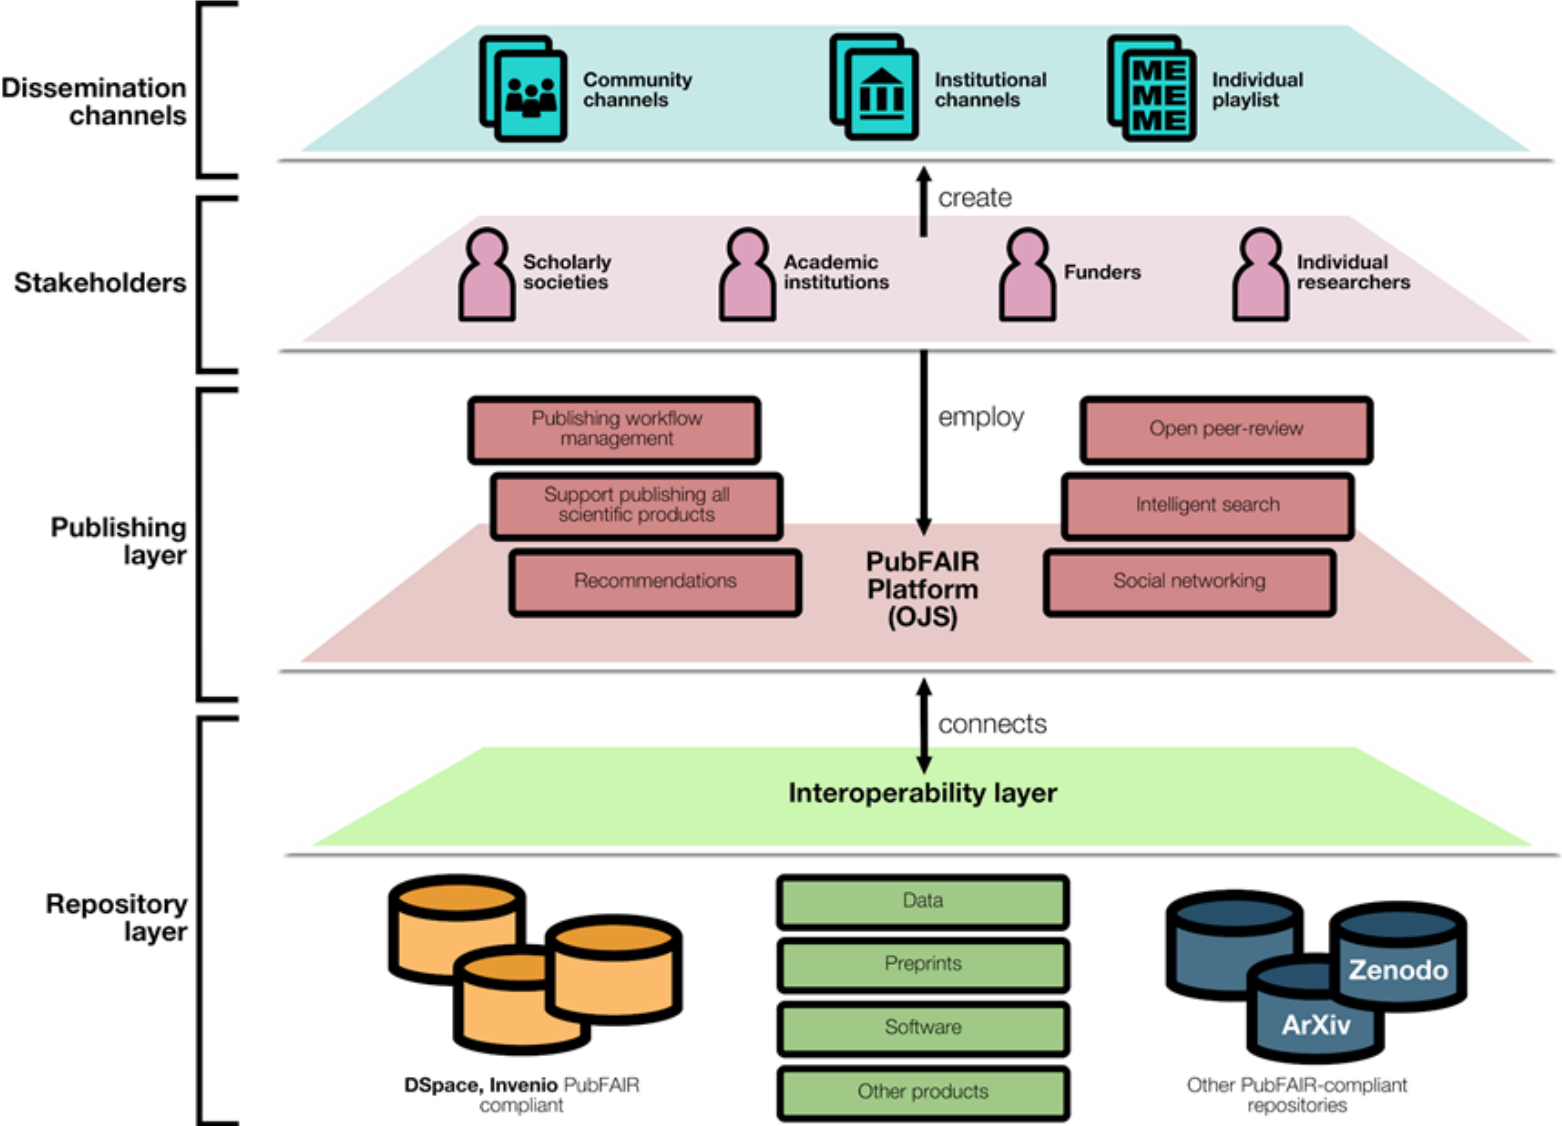 Dissemination
channels
Community
channels
Institutional
channels
ME
ME
ME
Individual
playlist
create
Stakeholders
Scholarly
societies
Academic
institutions
Funders
Individual
researchers
employ
Publishing
layer
Publishing workflow
management
Support publishing all
scientific products
Recommendations
PubFAIR
Platform
(OJS)
Open peer-review
Intelligent search
Social networking
connects
Repository
layer
Interoperability layer
DSpace, Invenio PubFAIR
compliant
Data
Preprints
Software
Other products
Zenodo
ArXiv
Other PubFAIR-compliant
repositories